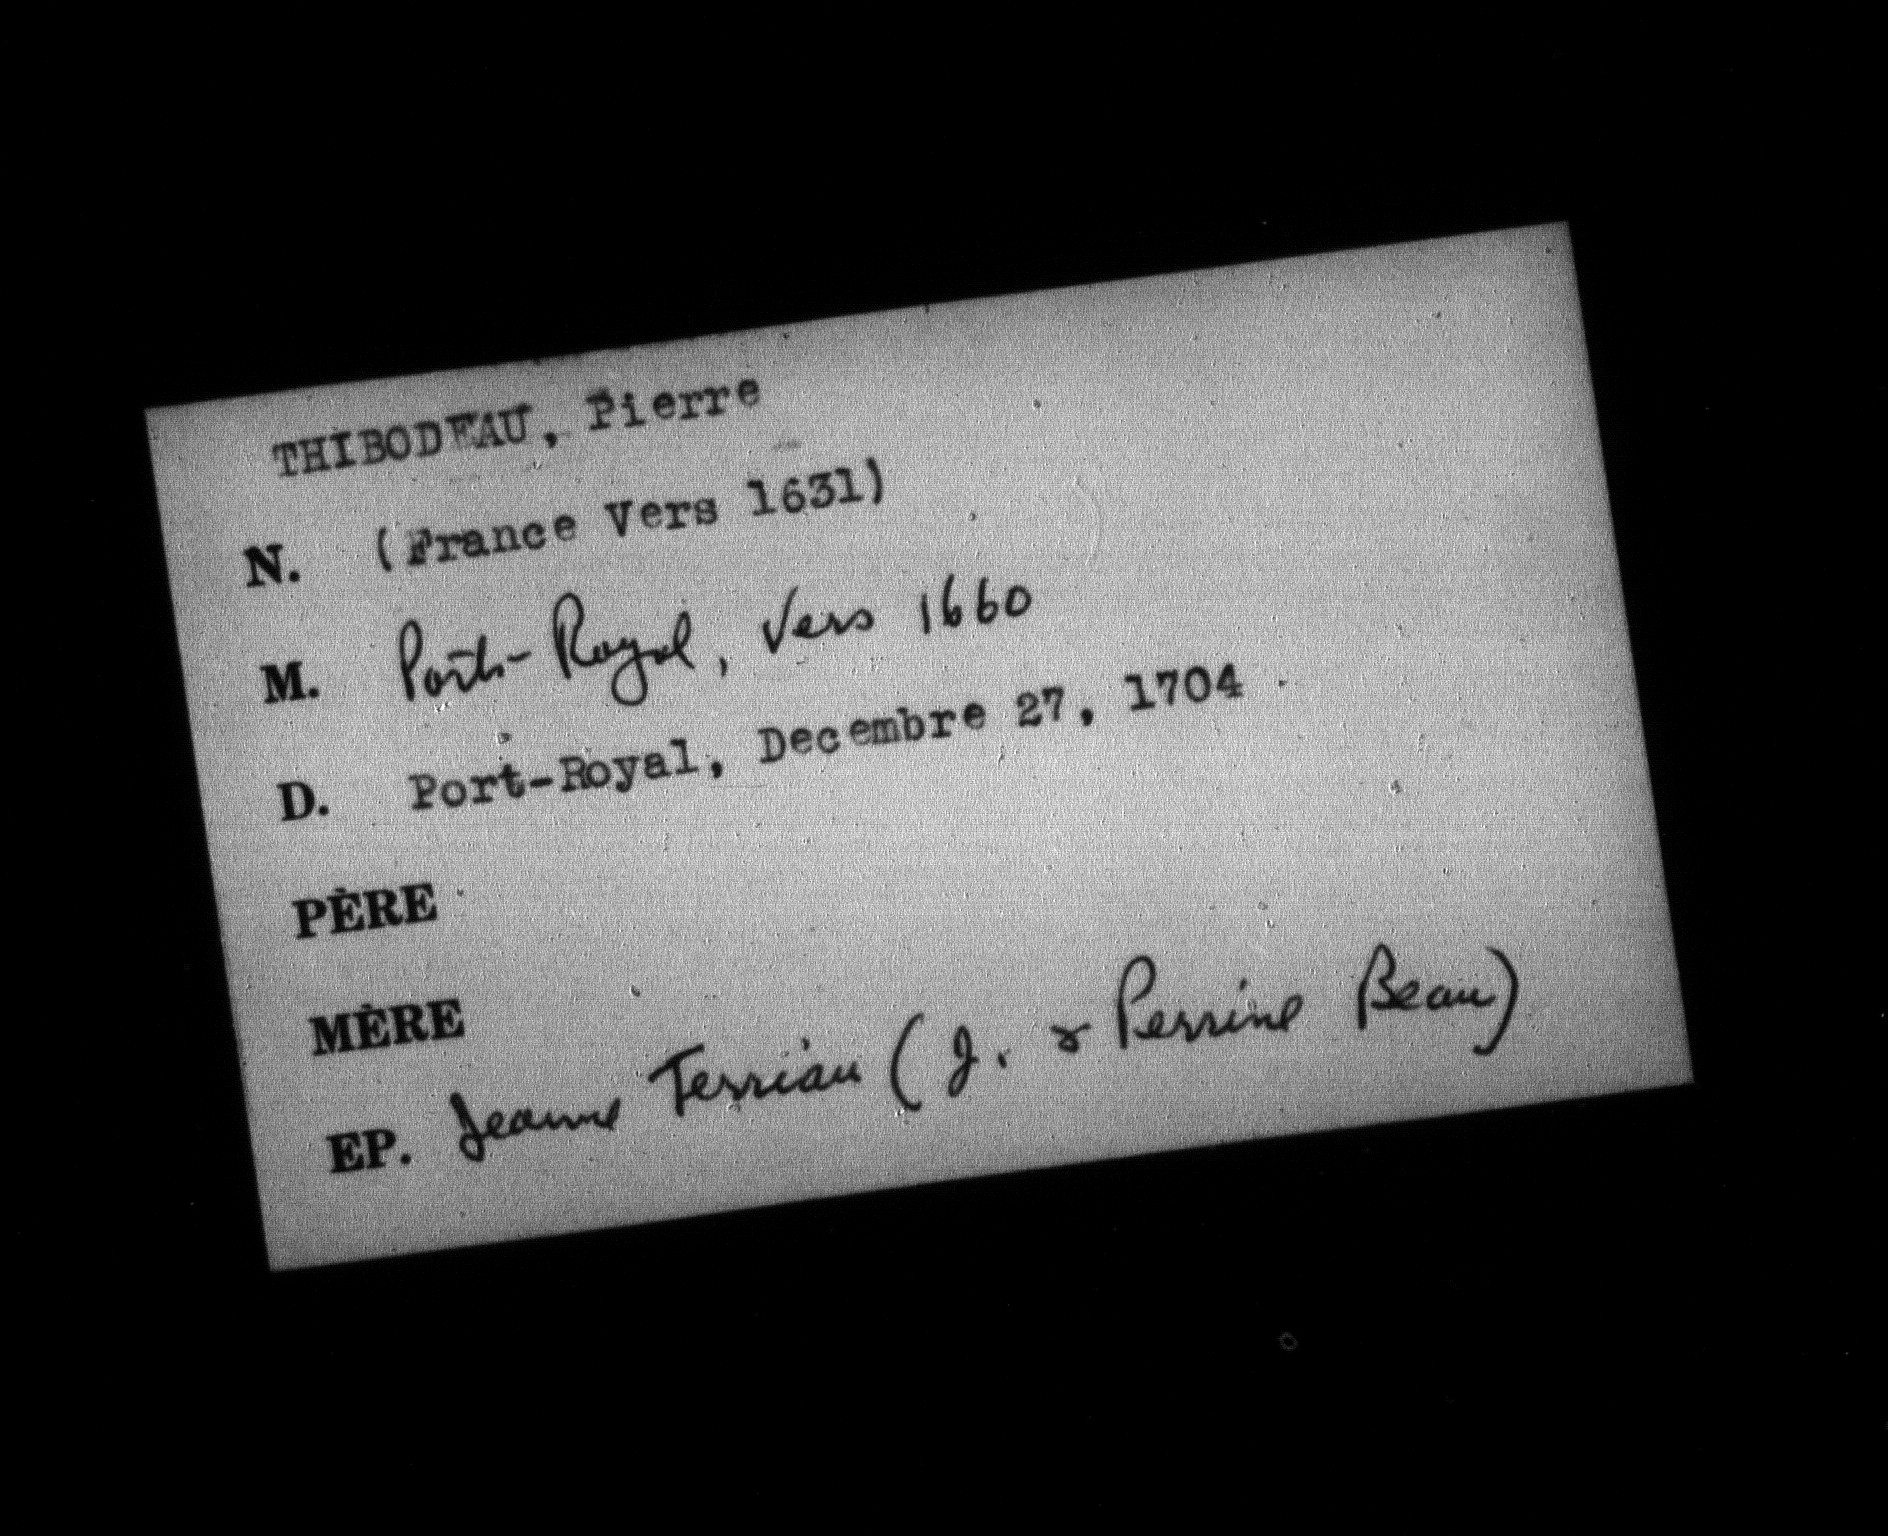 THIBODEAU, Pierre
N. (France Vers 1631)
M. Port-Royal, Vers 1660
D. Port-Royal, Decembre 27, 1704
PÈRE
MÈRE
EP. Jeanne Terriau (J. & Perrine Beau)